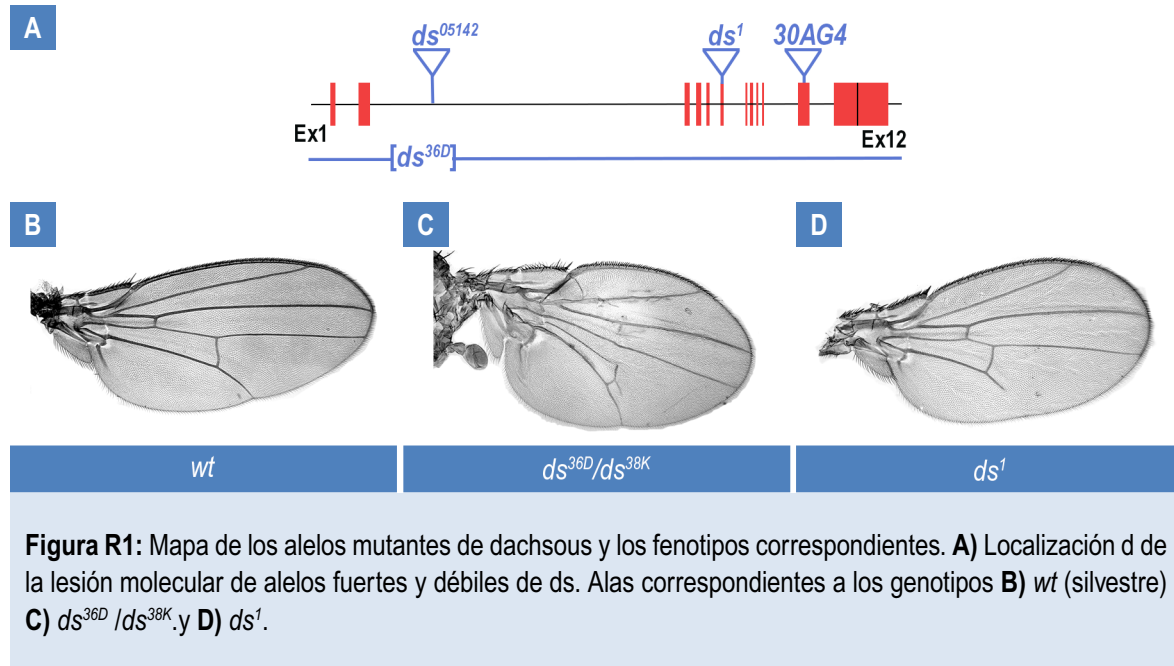 A
ds05142
ds1
30AG4
Ex1
Ex12
[ds36D]
B
C
D
wt
ds36D/ds38K
ds1
Figura R1: Mapa de los alelos mutantes de dachsous y los fenotipos correspondientes. A) Localización d de
la lesión molecular de alelos fuertes y débiles de ds. Alas correspondientes a los genotipos B) wt (silvestre)
C) ds36D /ds38K.y D) ds1.